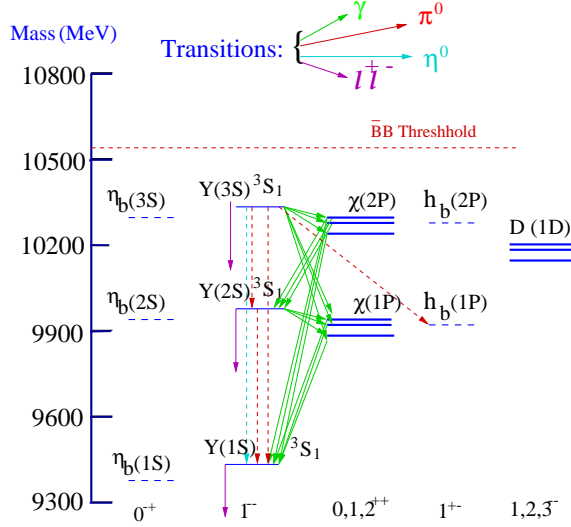 γ
π⁰
Mass (MeV)
Transitions: {
η⁰
l⁺l⁻
10800
B̄B Threshhold
10500
η_b(3S)
Υ(3S) ³S₁
χ(2P)
h_b(2P)
D (1D)
10200
η_b(2S)
Υ(2S) ³S₁
χ(1P)
h_b(1P)
9900
9600
η_b(1S)
Υ(1S) ³S₁
9300
0⁻⁺
1⁻⁻
0,1,2⁺⁺
1⁺⁻
1,2,3⁻⁻